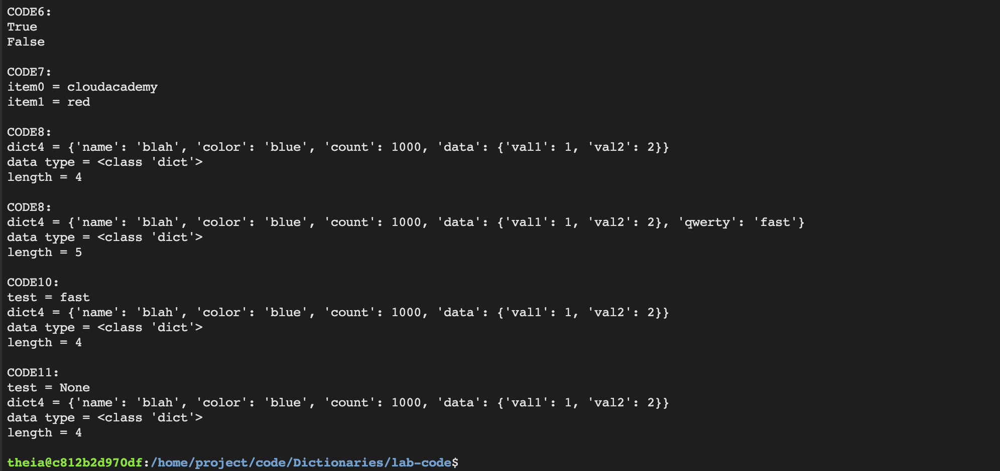 CODE6:
True
False
CODE7:
item0 = cloudacademy
item1 = red
CODE8:
dict4 = {'name': 'blah', 'color': 'blue', 'count': 1000, 'data': {'val1': 1, 'val2': 2}}
data type = <class 'dict'>
length = 4
CODE8:
dict4 = {'name': 'blah', 'color': 'blue', 'count': 1000, 'data': {'val1': 1, 'val2': 2}, 'qwerty': 'fast'}
data type = <class 'dict'>
length = 5
CODE10:
test = fast
dict4 = {'name': 'blah', 'color': 'blue', 'count': 1000, 'data': {'val1': 1, 'val2': 2}}
data type = <class 'dict'>
length = 4
CODE11:
test = None
dict4 = {'name': 'blah', 'color': 'blue', 'count': 1000, 'data': {'val1': 1, 'val2': 2}}
data type = <class 'dict'>
length = 4
theia@c812b2d970df:/home/project/code/Dictionaries/lab-code$